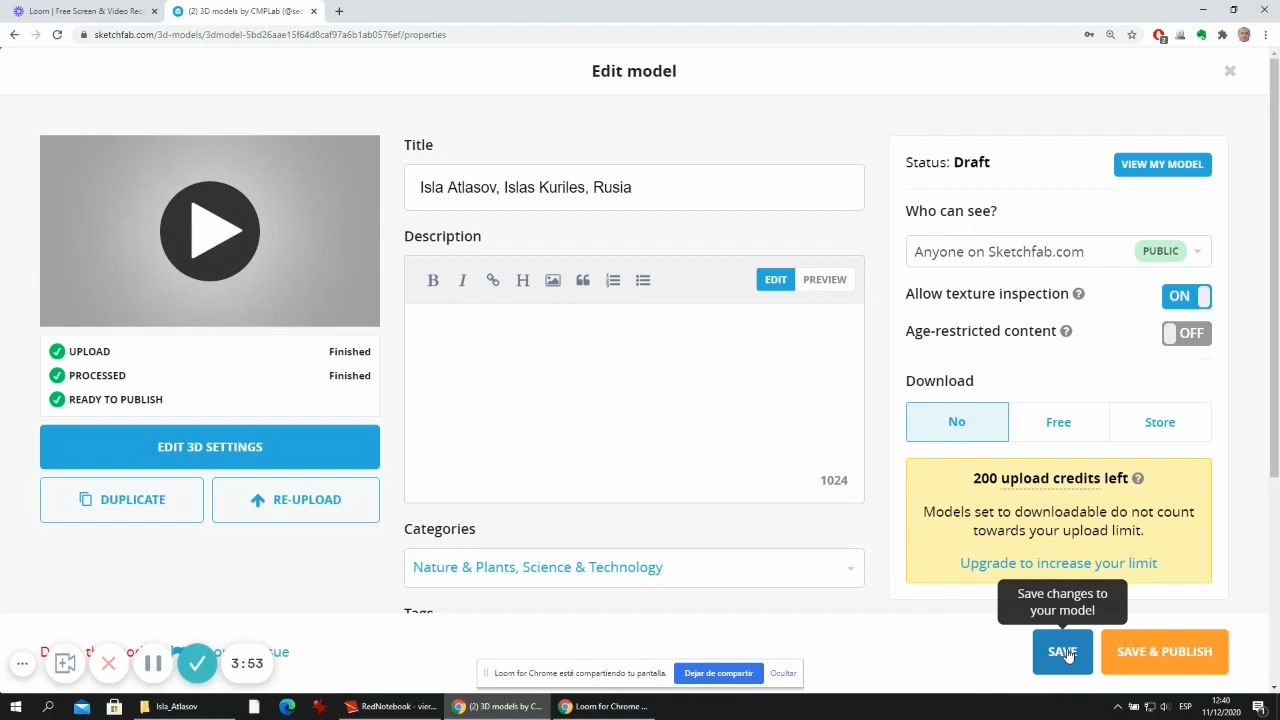 Loom | Free Screen & Video Rece
(2) 3D models by CMPLab (@sec
sketchfab.com/3d-models/3dmodel-5bd26aae15f64d8caf97a6b1ab0576ef/properties
2
Edit model
Title
Isla Atlasov, Islas Kuriles, Rusia
Description
B I H
EDIT PREVIEW
1024
Categories
Nature & Plants, Science & Technology
Tags
UPLOAD Finished
PROCESSED Finished
READY TO PUBLISH
EDIT 3D SETTINGS
DUPLICATE
RE-UPLOAD
Status: Draft
VIEW MY MODEL
Who can see?
Anyone on Sketchfab.com PUBLIC
Allow texture inspection ? ON
Age-restricted content ? OFF
Download
No Free Store
200 upload credits left ?
Models set to downloadable do not count
towards your upload limit.
Upgrade to increase your limit
Save changes to
your model
SAVE
SAVE & PUBLISH
3:53
Loom for Chrome está compartiendo tu pantalla.
Dejar de compartir
Ocultar
Isla_Atlasov
RedNotebook - vier...
(2) 3D models by C...
Loom for Chrome ...
ESP
12:40
11/12/2020